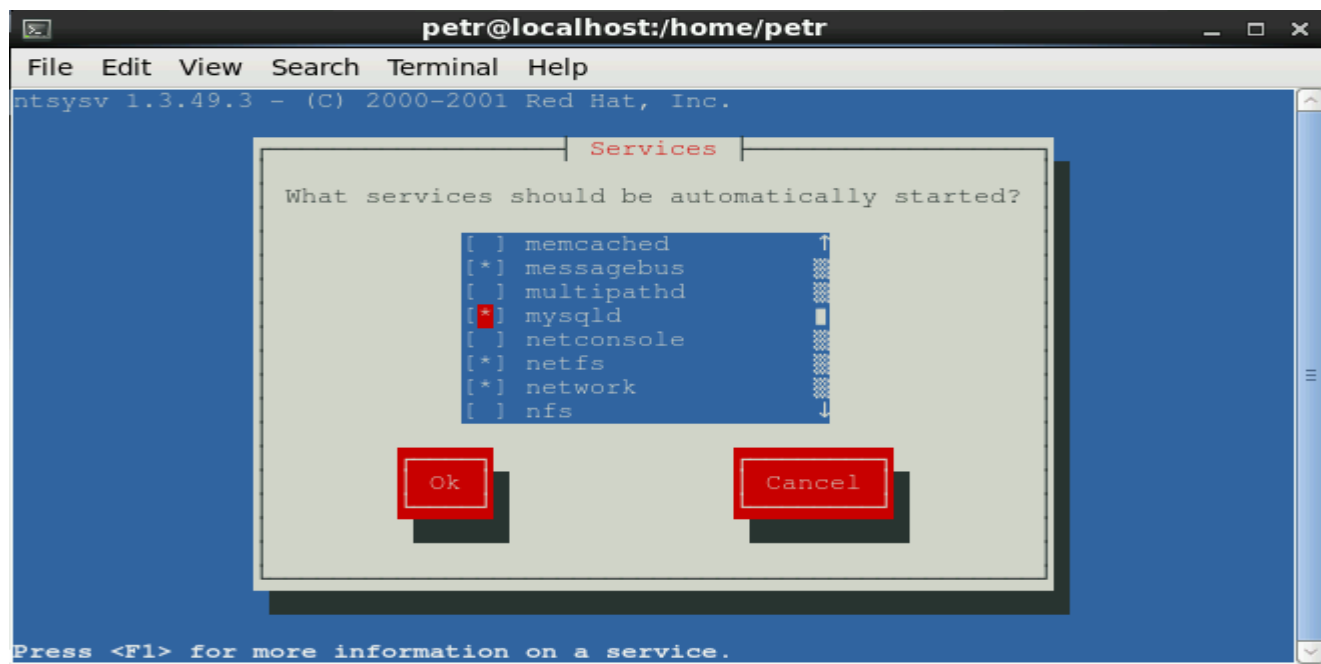 petr@localhost:/home/petr
File Edit View Search Terminal Help
ntsysv 1.3.49.3 - (C) 2000-2001 Red Hat, Inc.
Services
What services should be automatically started?
[ ] memcached
[*] messagebus
[ ] multipathd
[*] mysqld
[ ] netconsole
[*] netfs
[*] network
[ ] nfs
Ok Cancel
Press <F1> for more information on a service.